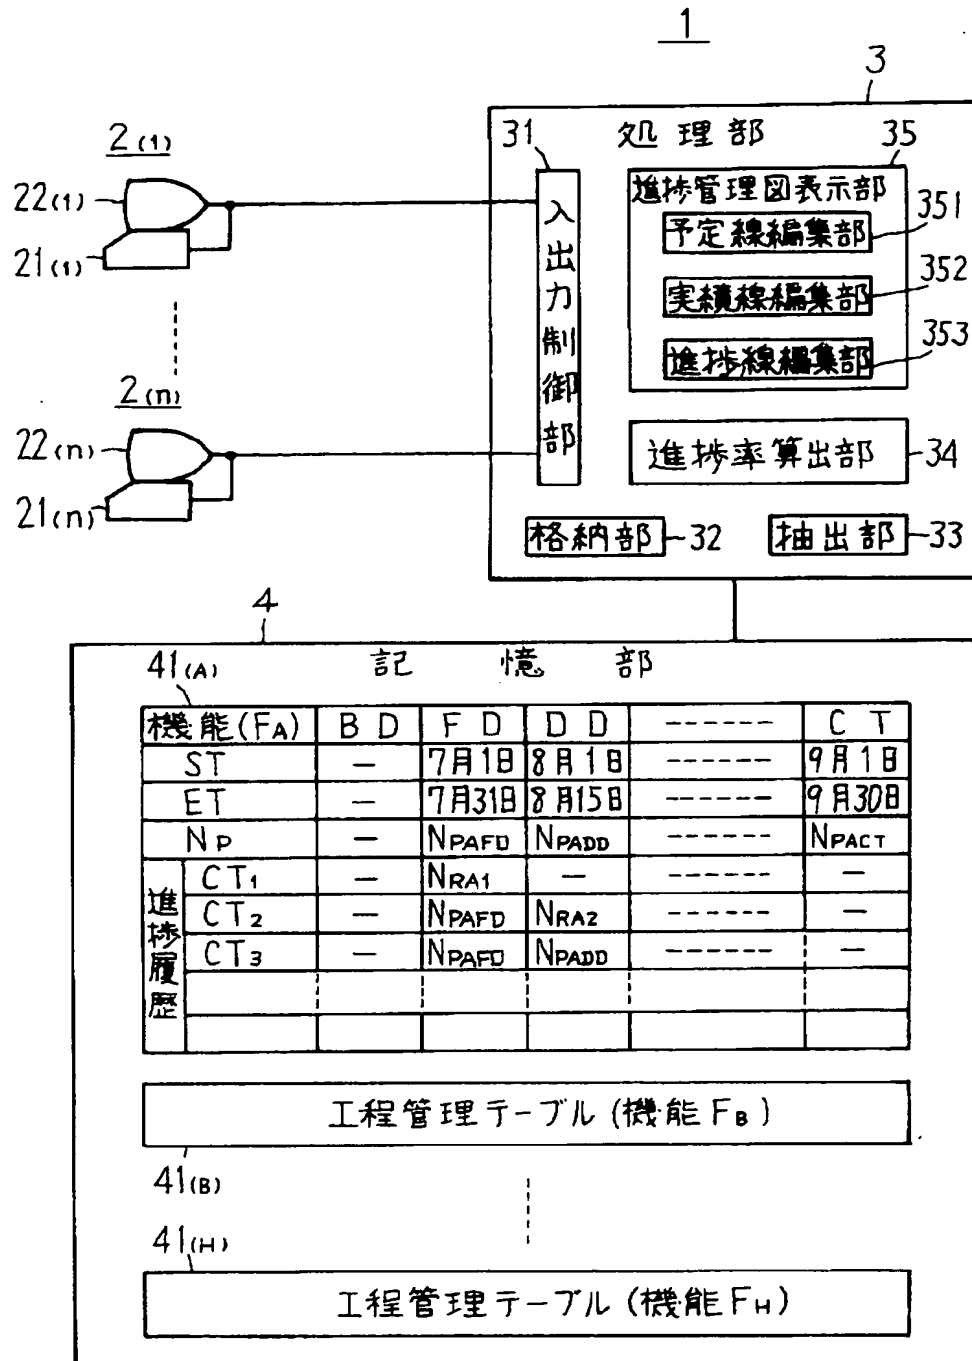 1
3
31 処理部 35
2(1)
進捗管理図表示部
22(1)
351
予定線編集部
21(1)
352
実績線編集部
353
進捗線編集部
入出力制御部
2(n)
22(n)
進捗率算出部 34
21(n)
格納部 32 抽出部 33
4
41(A) 記憶部
機能(FA) BD FD DD ------ CT
ST — 7月1日 8月1日 ------ 9月1日
ET — 7月31日 8月15日 ------ 9月30日
NP — NPAFD NPADD ------ NPACT
進捗履歴
CT1 — NRA1 — ------ —
CT2 — NPAFD NRA2 ------ —
CT3 — NPAFD NPADD ------ —
工程管理テーブル(機能FB)
41(B)
41(H)
工程管理テーブル(機能FH)